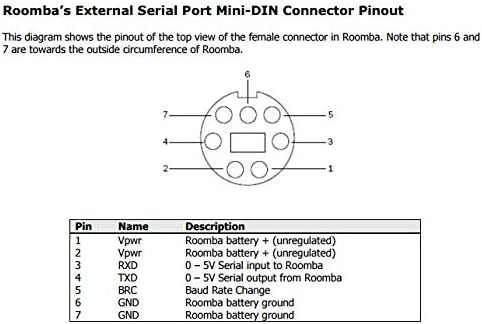 Roomba's External Serial Port Mini-DIN Connector Pinout
This diagram shows the pinout of the top view of the female connector in Roomba. Note that pins 6 and
7 are towards the outside circumference of Roomba.
6
7 5
4 3
2 1
Pin Name Description
1 Vpwr Roomba battery + (unregulated)
2 Vpwr Roomba battery + (unregulated)
3 RXD 0 – 5V Serial input to Roomba
4 TXD 0 – 5V Serial output from Roomba
5 BRC Baud Rate Change
6 GND Roomba battery ground
7 GND Roomba battery ground